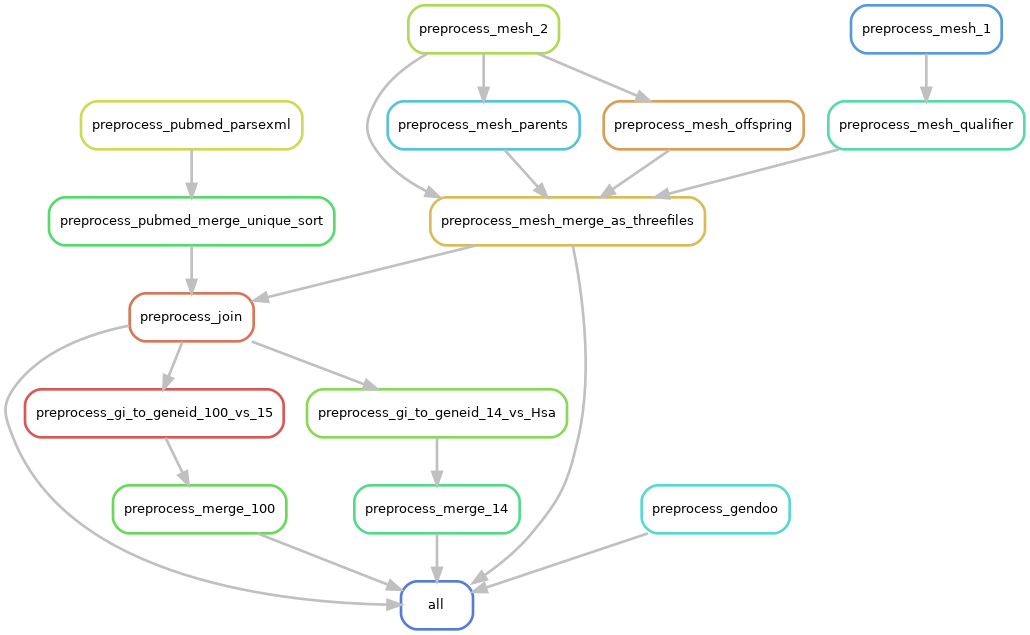 preprocess_mesh_2
preprocess_mesh_1
preprocess_pubmed_parsexml
preprocess_mesh_parents
preprocess_mesh_offspring
preprocess_mesh_qualifier
preprocess_pubmed_merge_unique_sort
preprocess_mesh_merge_as_threefiles
preprocess_join
preprocess_gi_to_geneid_100_vs_15
preprocess_gi_to_geneid_14_vs_Hsa
preprocess_merge_100
preprocess_merge_14
preprocess_gendoo
all